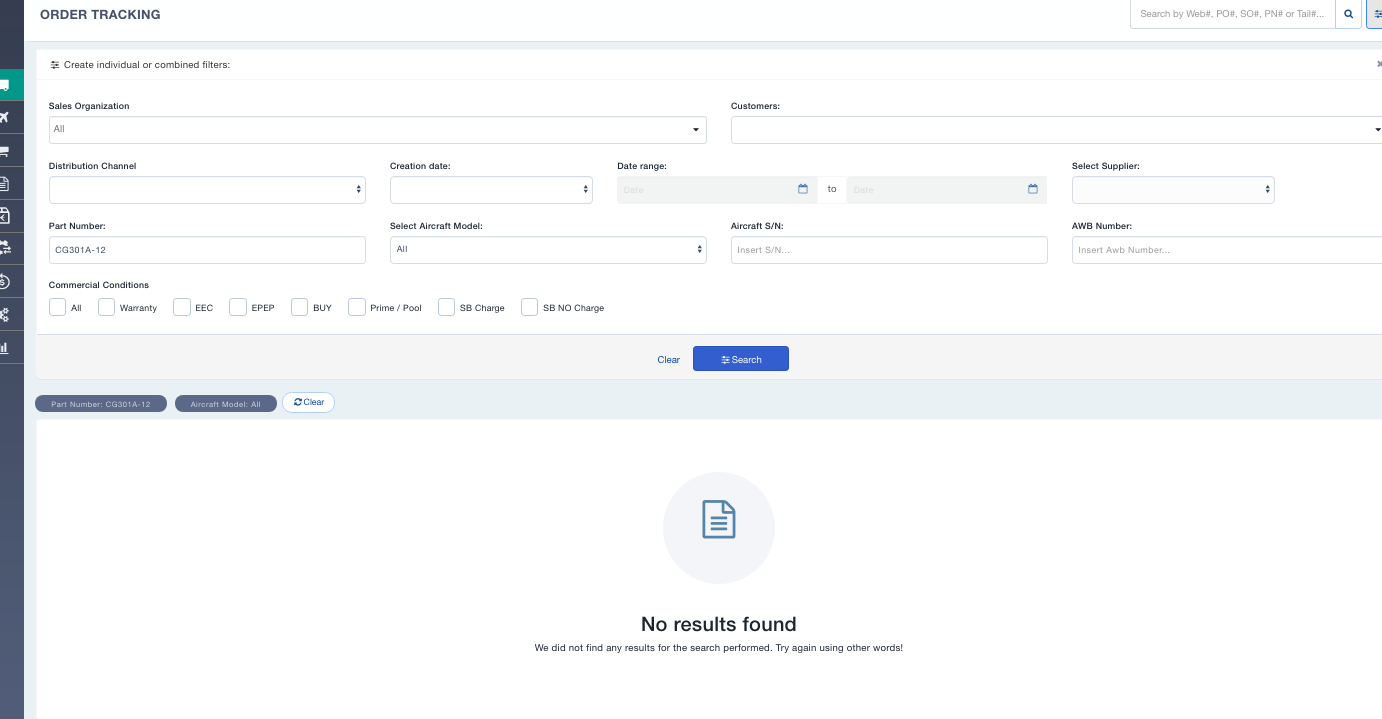 ORDER TRACKING
Search by Web#, PO#, SO#, PN# or Tail#...
Create individual or combined filters:
Sales Organization
Customers:
All
Distribution Channel
Creation date:
Date range:
Select Supplier:
Date
to
Date
Part Number:
Select Aircraft Model:
Aircraft S/N:
AWB Number:
CG301A-12
All
Insert S/N...
Insert Awb Number...
Commercial Conditions
All
Warranty
EEC
EPEP
BUY
Prime / Pool
SB Charge
SB NO Charge
Clear
Search
Part Number: CG301A-12
Aircraft Model: All
Clear
No results found
We did not find any results for the search performed. Try again using other words!